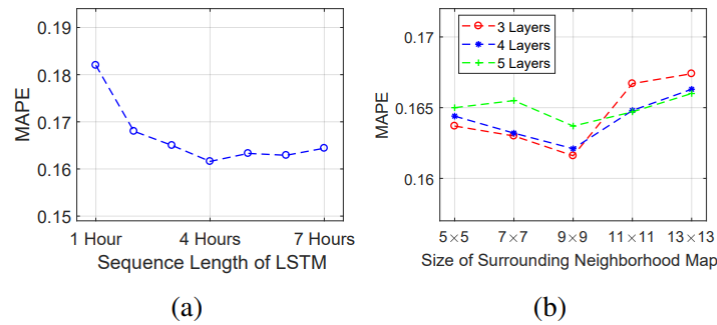 0.19
0.18
0.17
0.16
0.15
MAPE
1 Hour 4 Hours 7 Hours
Sequence Length of LSTM
(a)
3 Layers
4 Layers
5 Layers
0.17
0.165
0.16
MAPE
5×5 7×7 9×9 11×11 13×13
Size of Surrounding Neighborhood Map
(b)